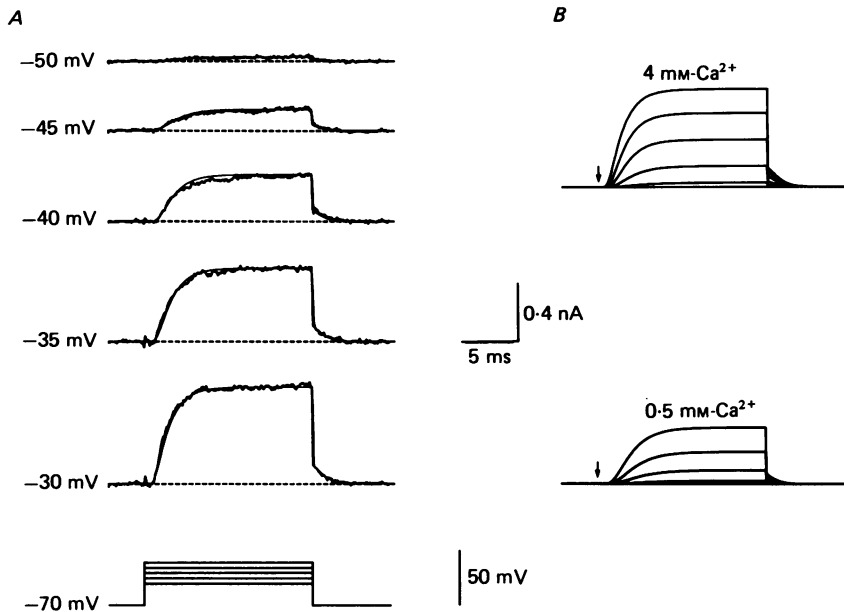 A
−50 mV
−45 mV
−40 mV
−35 mV
−30 mV
−70 mV
50 mV
0·4 nA
5 ms
B
4 mM-Ca²⁺
0·5 mM-Ca²⁺